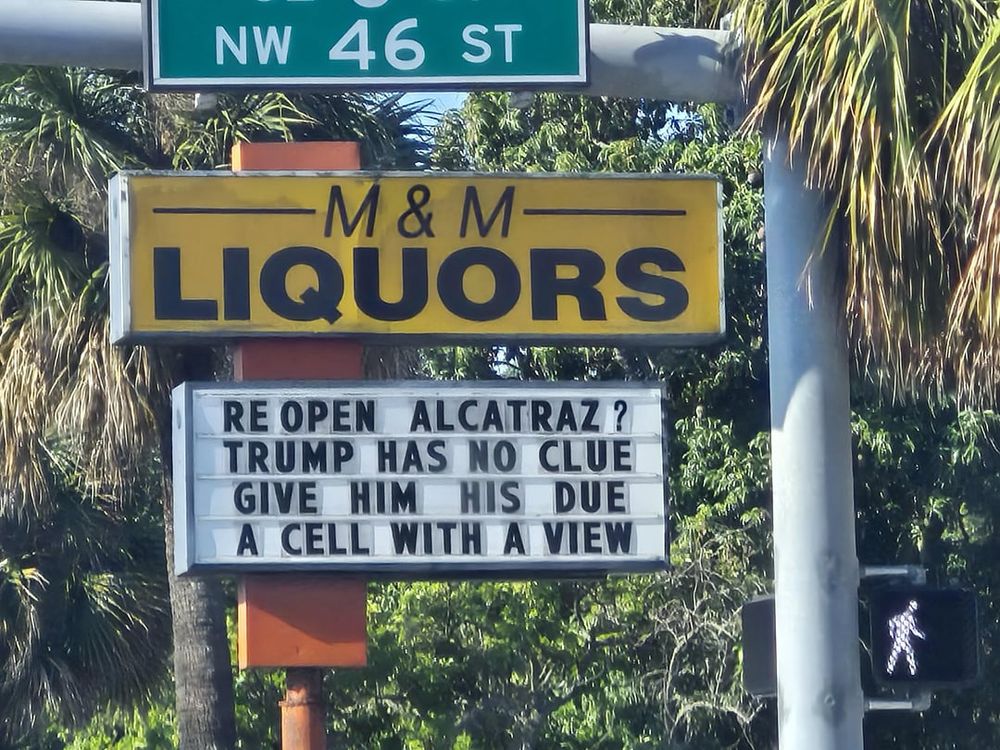 NW 46 ST
M & M
LIQUORS
RE OPEN ALCATRAZ?
TRUMP HAS NO CLUE
GIVE HIM HIS DUE
A CELL WITH A VIEW